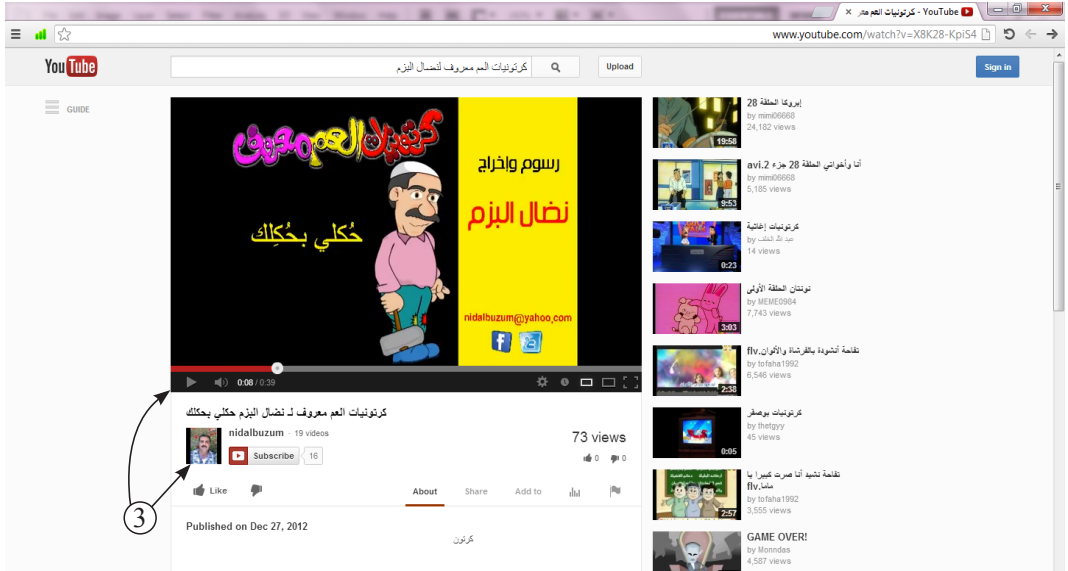 YouTube - كرتونيات العم معر
www.youtube.com/watch?v=X8K28-KpiS4
YouTube
كرتونيات العم معروف لنضال البزم
Upload
Sign in
GUIDE
كرتونيات العم معروف
رسوم وإخراج
نضال البزم
حُكلي بحُكِلك
nidalbuzum@yahoo,com
0:08 / 0:39
كرتونيات العم معروف لـ نضال البزم حكلي بحكلك
nidalbuzum - 19 videos
Subscribe 16
73 views
0 0
Like
About Share Add to
Published on Dec 27, 2012
كرتون
3
إبروكا الحلقة 28
by mimi06668
24,182 views
19:58
أنا وأخواتي الحلقة 28 جزء 2.avi
by mimi06668
5,185 views
9:53
كرتونيات إغاثية
by عبد الله الخلف
14 views
0:23
نونتان الحلقة الأولى
by MEME0984
7,743 views
3:03
تفاحة أنشودة بالفرشاة والألوان.flv
by tofaha1992
6,546 views
2:38
كرتونيات بوصقر
by thetgyy
45 views
0:05
تفاحة نشيد أنا صرت كبيرا يا
ماما.flv
by tofaha1992
3,555 views
2:57
GAME OVER!
by Monndas
4,587 views